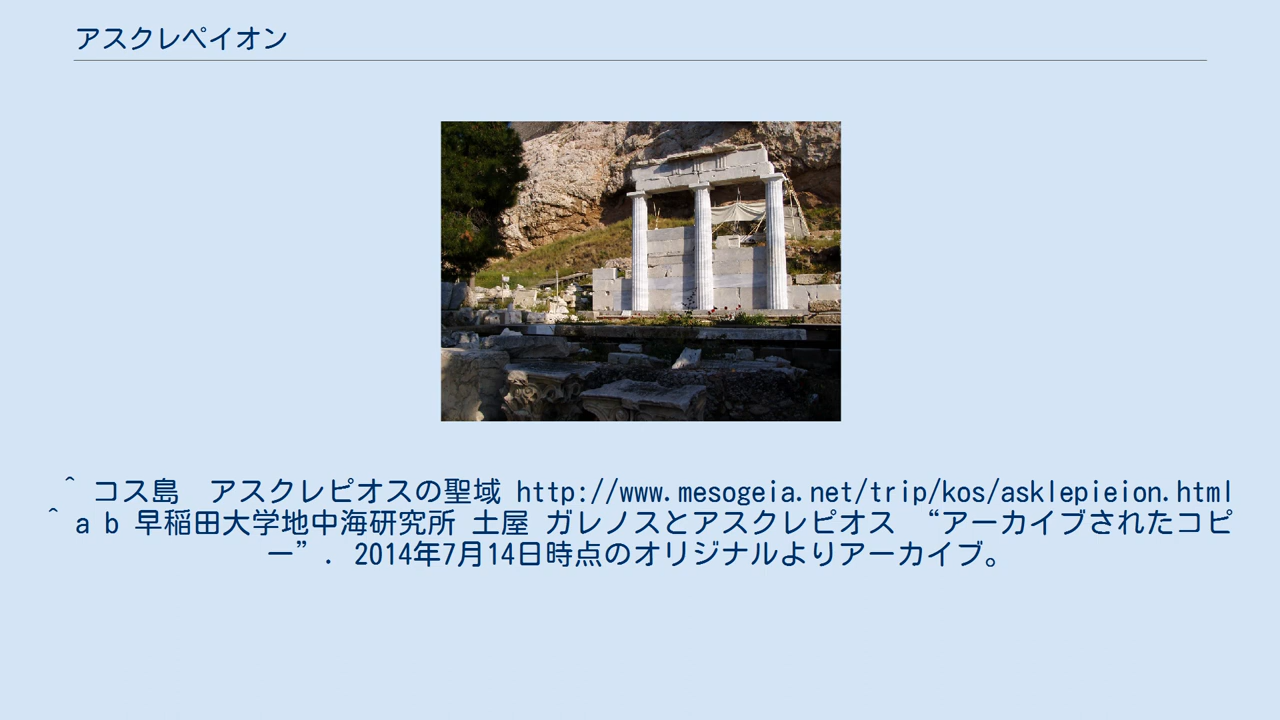 アスクレペイオン
^ コス島　アスクレピオスの聖域 http://www.mesogeia.net/trip/kos/asklepieion.html
^ a b 早稲田大学地中海研究所 土屋 ガレノスとアスクレピオス　“アーカイブされたコピ
ー”. 2014年7月14日時点のオリジナルよりアーカイブ。